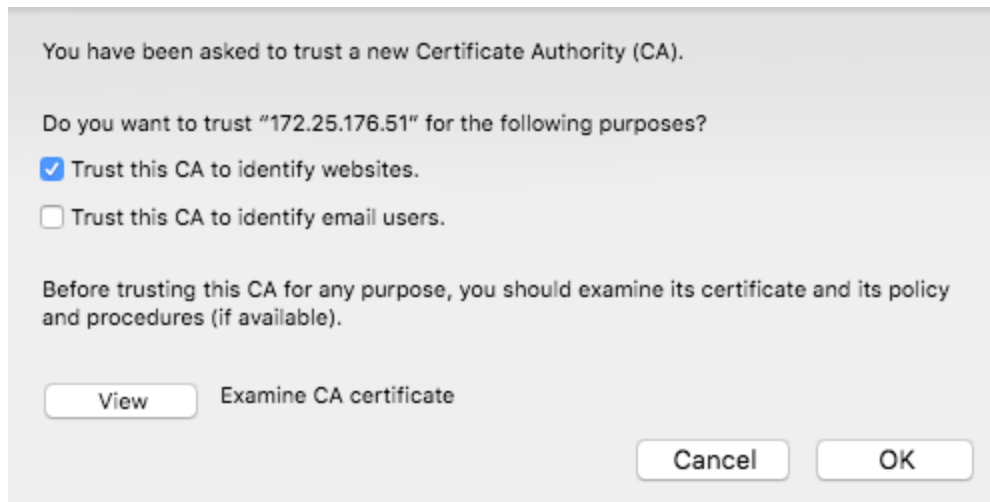 You have been asked to trust a new Certificate Authority (CA).
Do you want to trust “172.25.176.51” for the following purposes?
Trust this CA to identify websites.
Trust this CA to identify email users.
Before trusting this CA for any purpose, you should examine its certificate and its policy
and procedures (if available).
View Examine CA certificate
Cancel OK